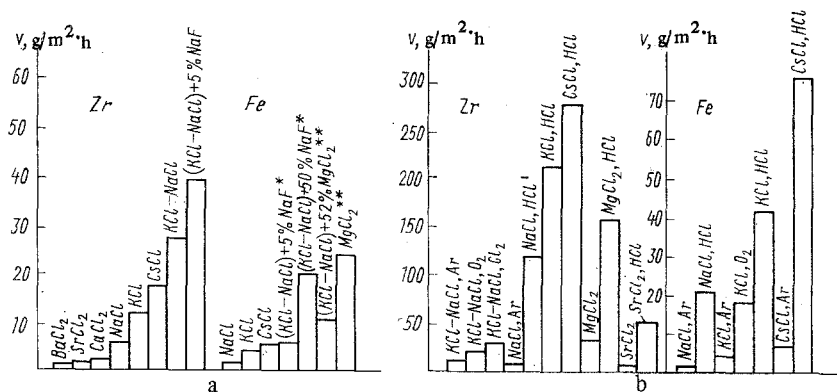 V, g/m²·h
60
50
40
30
20
10
Zr
Fe
BaCl₂
SrCl₂
CaCl₂
NaCl
KCl
CsCl
KCl-NaCl
(KCl-NaCl)+5%NaF
NaCl
KCl
CsCl
(KCl-NaCl)+5%NaF*
(KCl-NaCl)+50%NaF*
(KCl-NaCl)+52%MgCl₂**
MgCl₂**
a
V, g/m²·h
300
250
200
150
100
50
Zr
KCl-NaCl, Ar
KCl-NaCl, O₂
KCl-NaCl, Cl₂
NaCl, Ar
NaCl, HCl
KCl, HCl
CsCl, HCl
MgCl₂
MgCl₂, HCl
SrCl₂
SrCl₂, HCl
V, g/m²·h
70
60
50
40
30
20
Fe
NaCl, Ar
NaCl, HCl
KCl, Ar
KCl, O₂
KCl, HCl
CsCl, Ar
CsCl, HCl
b